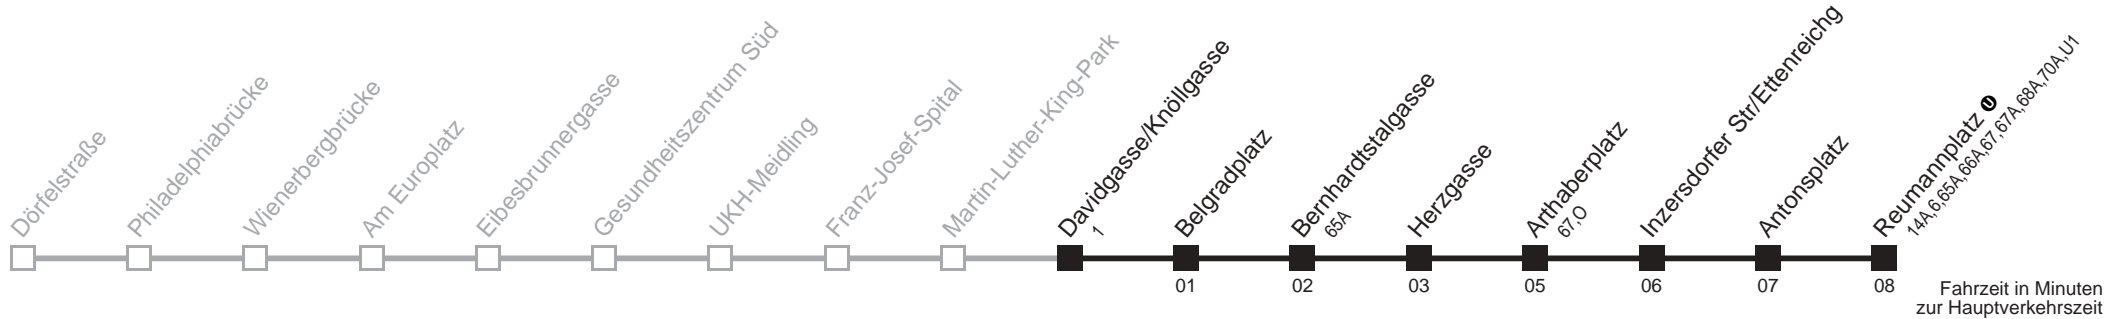 Dörfelstraße
Philadelphiabrücke
Wienerbergbrücke
Am Europlatz
Eibesbrunnergasse
Gesundheitszentrum Süd
UKH-Meidling
Franz-Josef-Spital
Martin-Luther-King-Park
Davidgasse/Knöllgasse
1
Belgradplatz
Bernhardtstalgasse
65A
Herzgasse
Arthaberplatz
67,O
Inzersdorfer Str/Ettenreichg
Antonsplatz
Reumannplatz U
14A,6,65A,66A,67,67A,68A,70A,U1
01
02
03
05
06
07
08
Fahrzeit in Minuten
zur Hauptverkehrszeit